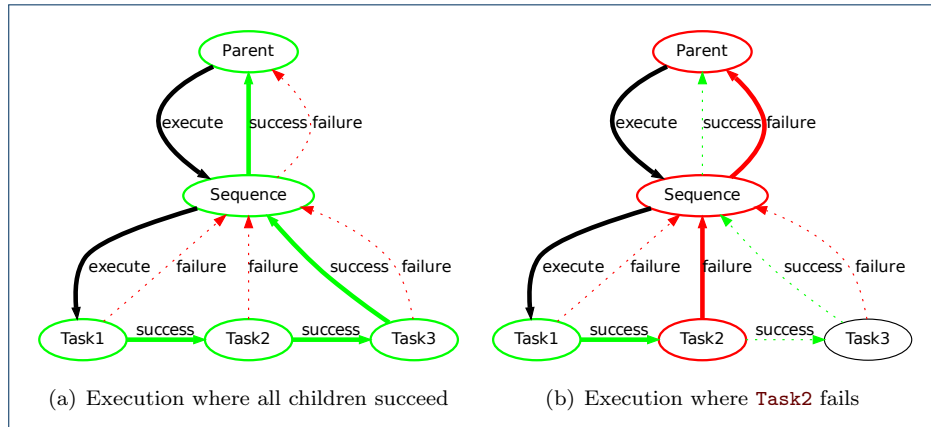 Parent
execute
success
failure
Sequence
execute
failure
failure
success
failure
Task1
success
Task2
success
Task3
(a) Execution where all children succeed
Parent
execute
success
failure
Sequence
execute
failure
failure
success
failure
Task1
success
Task2
success
Task3
(b) Execution where Task2 fails